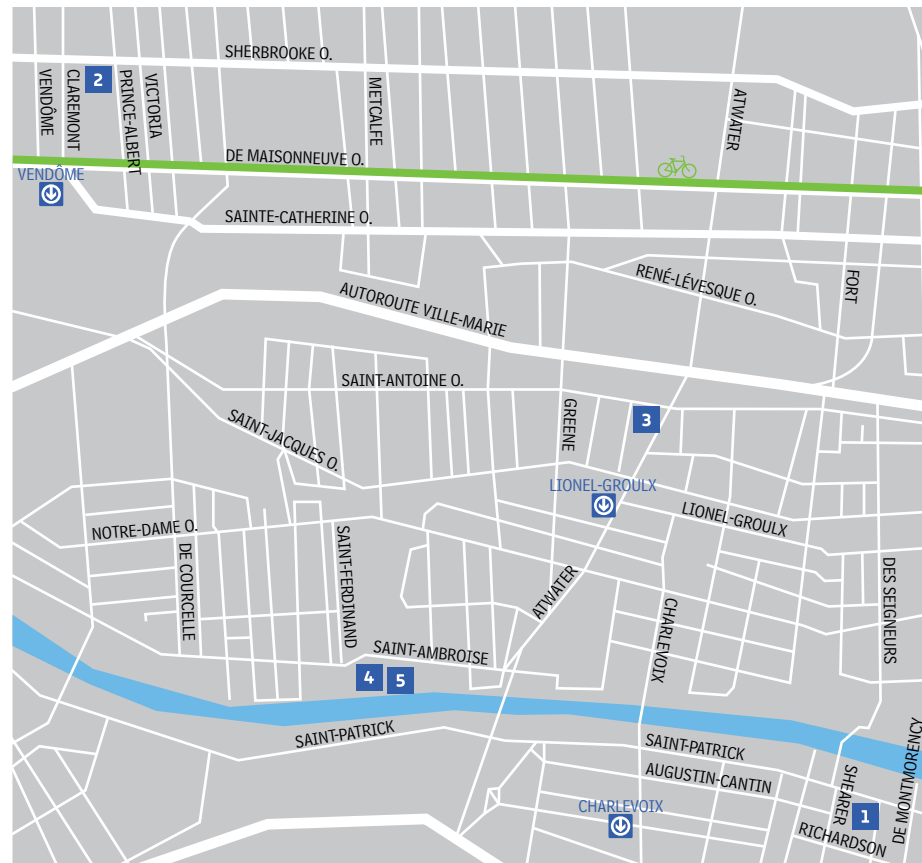 SHERBROOKE O.
VENDÔME
CLAREMONT
2
PRINCE-ALBERT
VICTORIA
METCALFE
ATWATER
DE MAISONNEUVE O.
VENDÔME
SAINTE-CATHERINE O.
RENÉ-LÉVESQUE O.
FORT
AUTOROUTE VILLE-MARIE
SAINT-ANTOINE O.
SAINT-JACQUES O.
GREENE
3
LIONEL-GROULX
LIONEL-GROULX
NOTRE-DAME O.
DE COURCELLE
SAINT-FERDINAND
ATWATER
CHARLEVOIX
DES SEIGNEURS
SAINT-AMBROISE
4
5
SAINT-PATRICK
SAINT-PATRICK
AUGUSTIN-CANTIN
SHEARER
DE MONTMORENCY
CHARLEVOIX
1
RICHARDSON